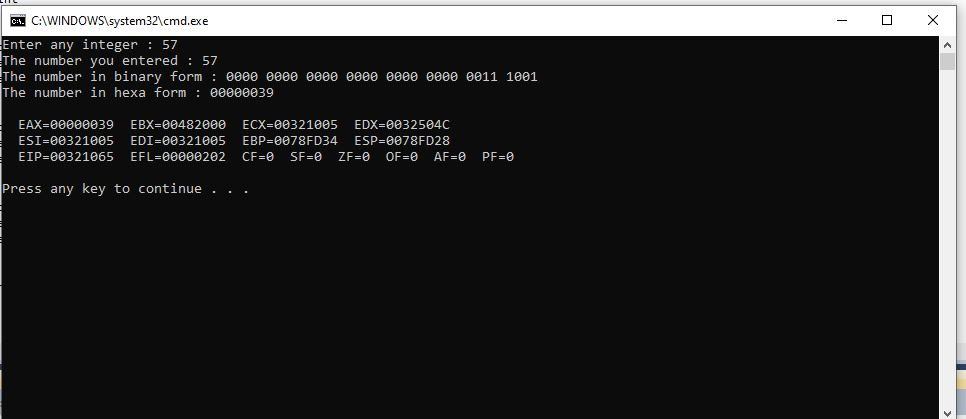 C:\WINDOWS\system32\cmd.exe
Enter any integer : 57
The number you entered : 57
The number in binary form : 0000 0000 0000 0000 0000 0000 0011 1001
The number in hexa form : 00000039
EAX=00000039  EBX=00482000  ECX=00321005  EDX=0032504C
ESI=00321005  EDI=00321005  EBP=0078FD34  ESP=0078FD28
EIP=00321065  EFL=00000202  CF=0  SF=0  ZF=0  OF=0  AF=0  PF=0
Press any key to continue . . .